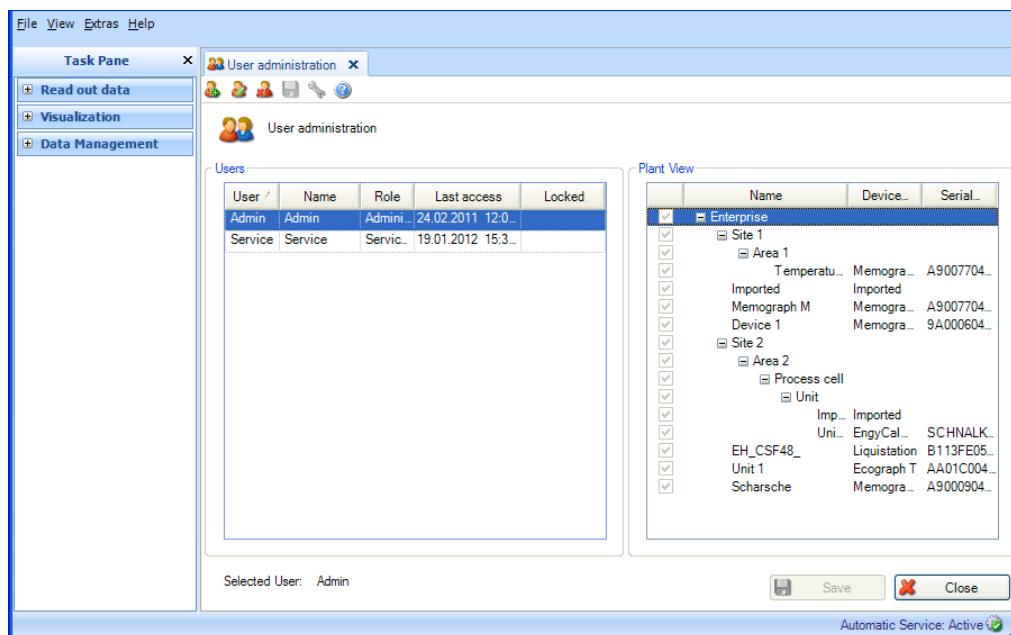 File View Extras Help
Task Pane
Read out data
Visualization
Data Management
User administration
User administration
Users
User Name Role Last access Locked
Admin Admin Admini... 24.02.2011 12:0...
Service Service Servic... 19.01.2012 15:3...
Plant View
Name Device... Serial...
Enterprise
Site 1
Area 1
Temperatu... Memogra... A9007704...
Imported Imported
Memograph M Memogra... A9007704...
Device 1 Memogra... 9A000604...
Site 2
Area 2
Process cell
Unit
Imp... Imported
Uni... EngyCal... SCHNALK...
EH_CSF48_ Liquistation B113FE05...
Unit 1 Ecograph T AA01C004...
Scharsche Memogra... A9000904...
Selected User: Admin
Save Close
Automatic Service: Active